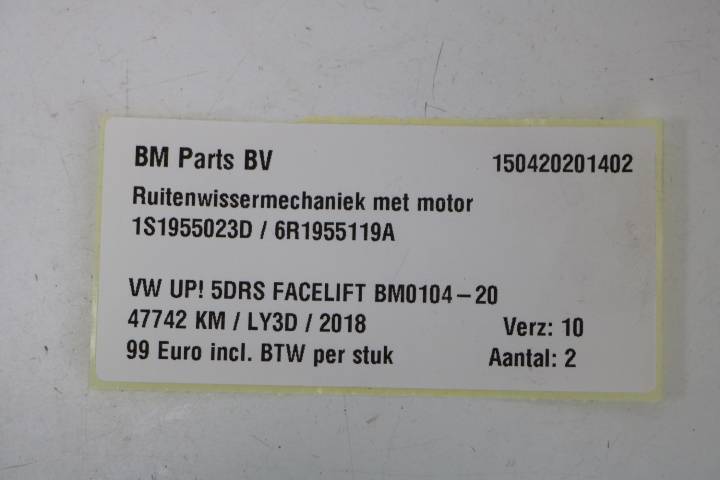 BM Parts BV 150420201402
Ruitenwissermechaniek met motor
1S1955023D / 6R1955119A
VW UP! 5DRS FACELIFT BM0104-20
47742 KM / LY3D / 2018 Verz: 10
99 Euro incl. BTW per stuk Aantal: 2